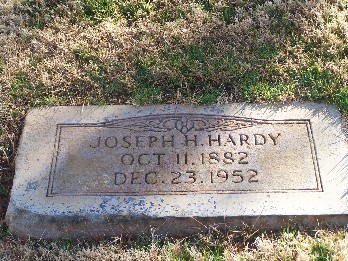 JOSEPH H. HARDY
OCT. 11. 1882
DEC. 23. 1952